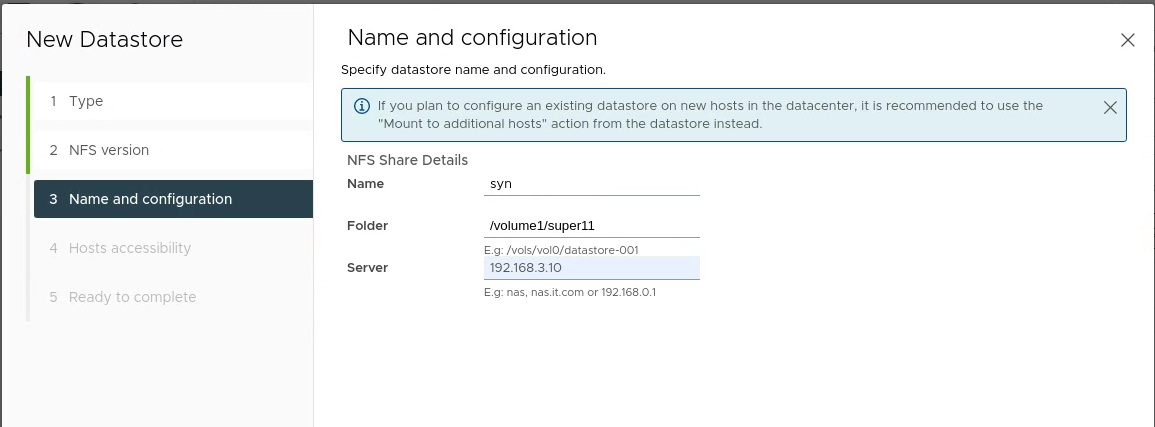 New Datastore
1 Type
2 NFS version
3 Name and configuration
4 Hosts accessibility
5 Ready to complete
Name and configuration
Specify datastore name and configuration.
If you plan to configure an existing datastore on new hosts in the datacenter, it is recommended to use the
"Mount to additional hosts" action from the datastore instead.
NFS Share Details
Name syn
Folder /volume1/super11
E.g: /vols/vol0/datastore-001
Server 192.168.3.10
E.g: nas, nas.it.com or 192.168.0.1